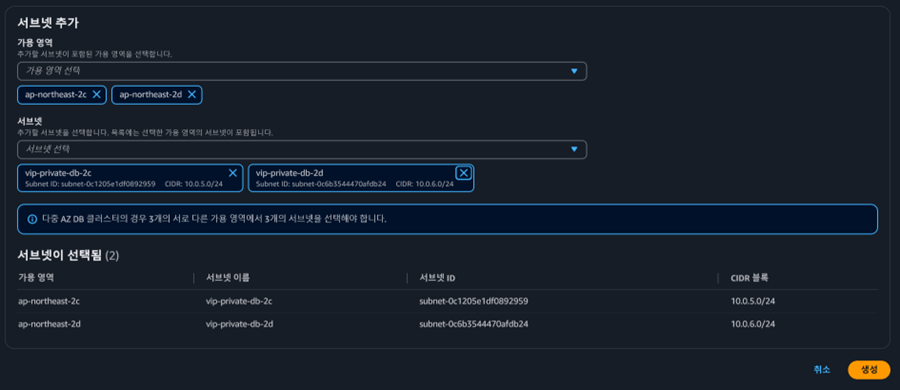 서브넷 추가
가용 영역
추가할 서브넷이 포함된 가용 영역을 선택합니다.
가용 영역 선택
ap-northeast-2c
ap-northeast-2d
서브넷
추가할 서브넷을 선택합니다. 목록에는 선택한 가용 영역의 서브넷이 포함됩니다.
서브넷 선택
vip-private-db-2c
Subnet ID: subnet-0c1205e1df0892959 CIDR: 10.0.5.0/24
vip-private-db-2d
Subnet ID: subnet-0c6b3544470afdb24 CIDR: 10.0.6.0/24
다중 AZ DB 클러스터의 경우 3개의 서로 다른 가용 영역에서 3개의 서브넷을 선택해야 합니다.
서브넷이 선택됨 (2)
가용 영역 서브넷 이름 서브넷 ID CIDR 블록
ap-northeast-2c vip-private-db-2c subnet-0c1205e1df0892959 10.0.5.0/24
ap-northeast-2d vip-private-db-2d subnet-0c6b3544470afdb24 10.0.6.0/24
취소 생성